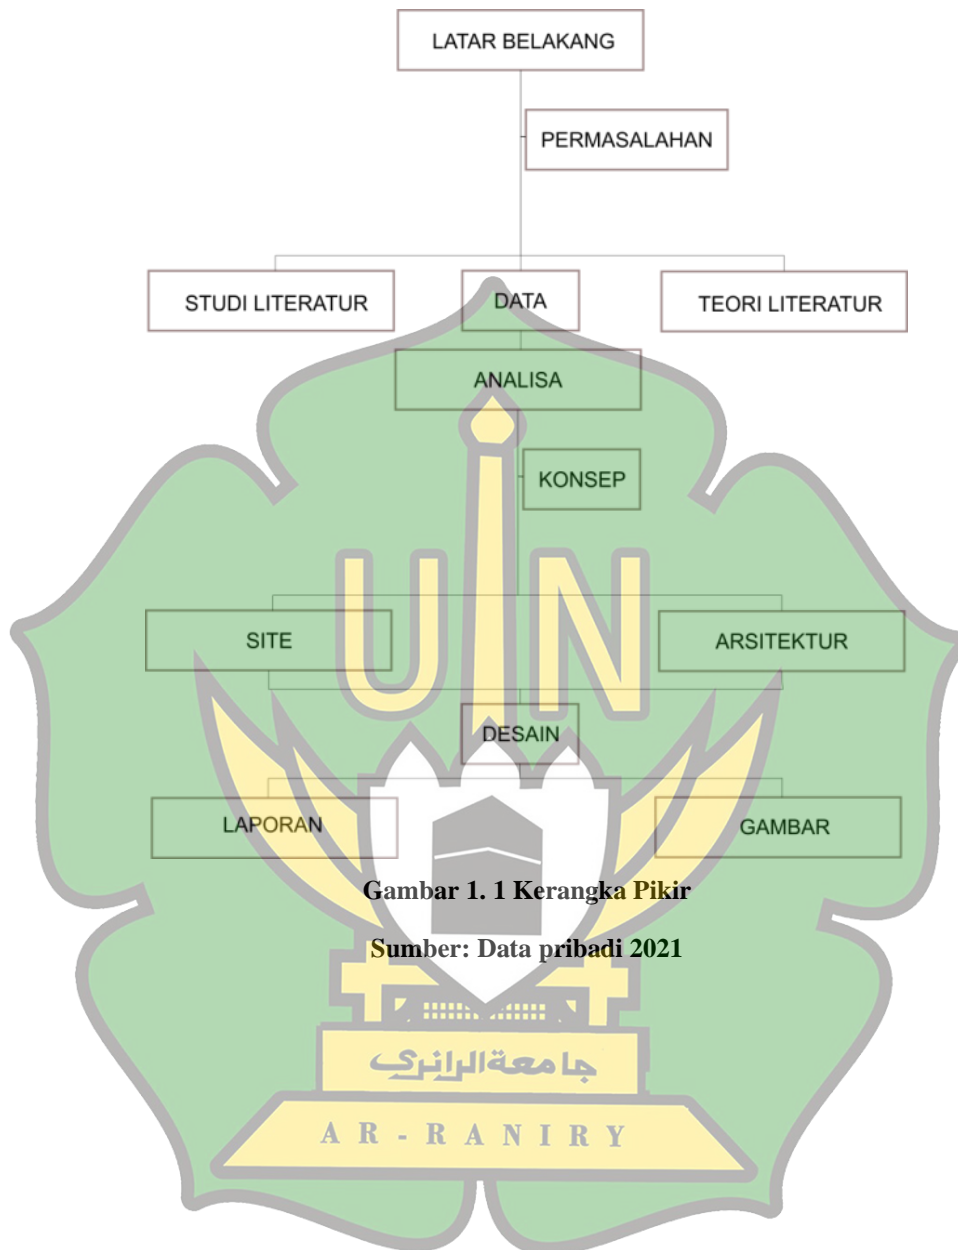 LATAR BELAKANG
PERMASALAHAN
STUDI LITERATUR
DATA
TEORI LITERATUR
ANALISA
KONSEP
UIN
SITE
ARSITEKTUR
DESAIN
LAPORAN
GAMBAR
Gambar 1. 1 Kerangka Pikir
Sumber: Data pribadi 2021
جامعة الرانري
AR-RANIRY